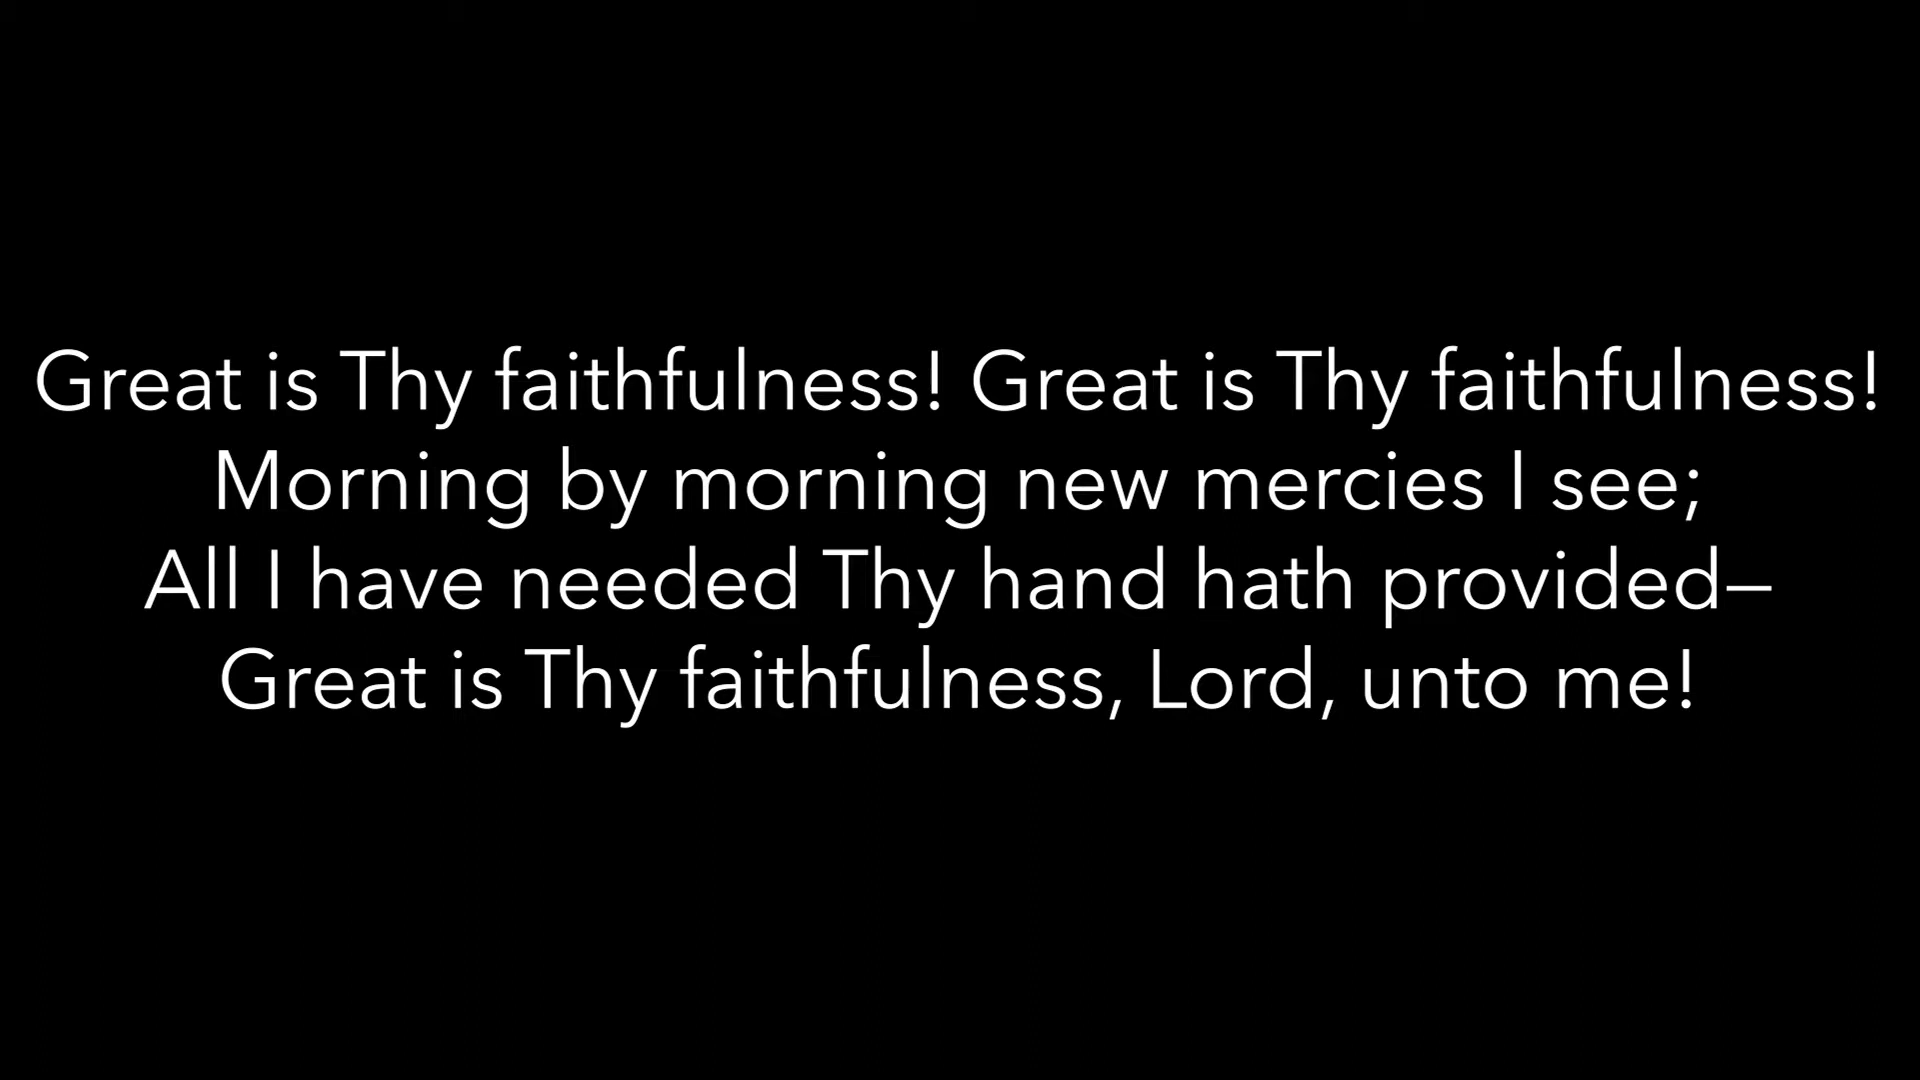 Great is Thy faithfulness! Great is Thy faithfulness!
Morning by morning new mercies I see;
All I have needed Thy hand hath provided—
Great is Thy faithfulness, Lord, unto me!